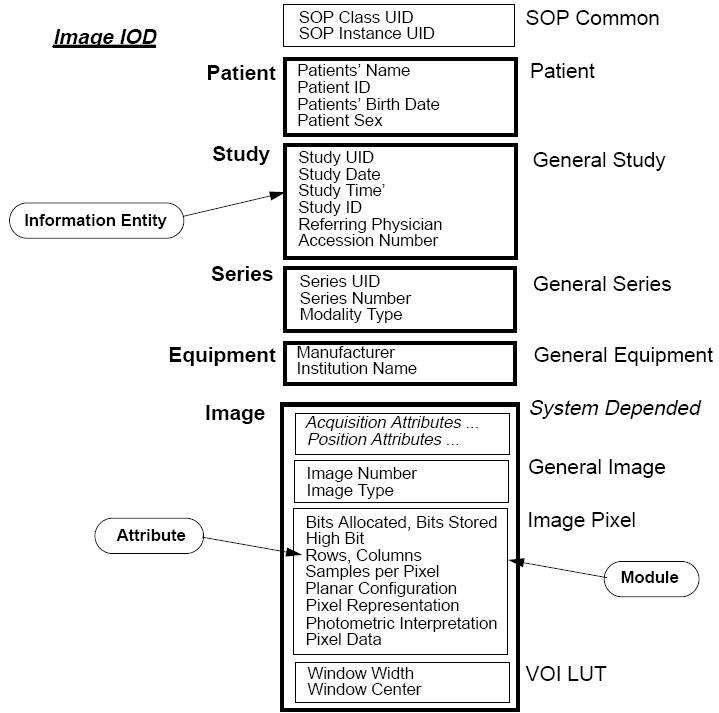 Image IOD
SOP Class UID
SOP Instance UID
SOP Common
Patient
Patients’ Name
Patient ID
Patients’ Birth Date
Patient Sex
Patient
Study
Study UID
Study Date
Study Time’
Study ID
Referring Physician
Accession Number
General Study
Information Entity
Series
Series UID
Series Number
Modality Type
General Series
Equipment
Manufacturer
Institution Name
General Equipment
Image
System Depended
Acquisition Attributes ...
Position Attributes ...
Image Number
Image Type
General Image
Bits Allocated, Bits Stored
High Bit
Rows, Columns
Samples per Pixel
Planar Configuration
Pixel Representation
Photometric Interpretation
Pixel Data
Image Pixel
Attribute
Module
Window Width
Window Center
VOI LUT